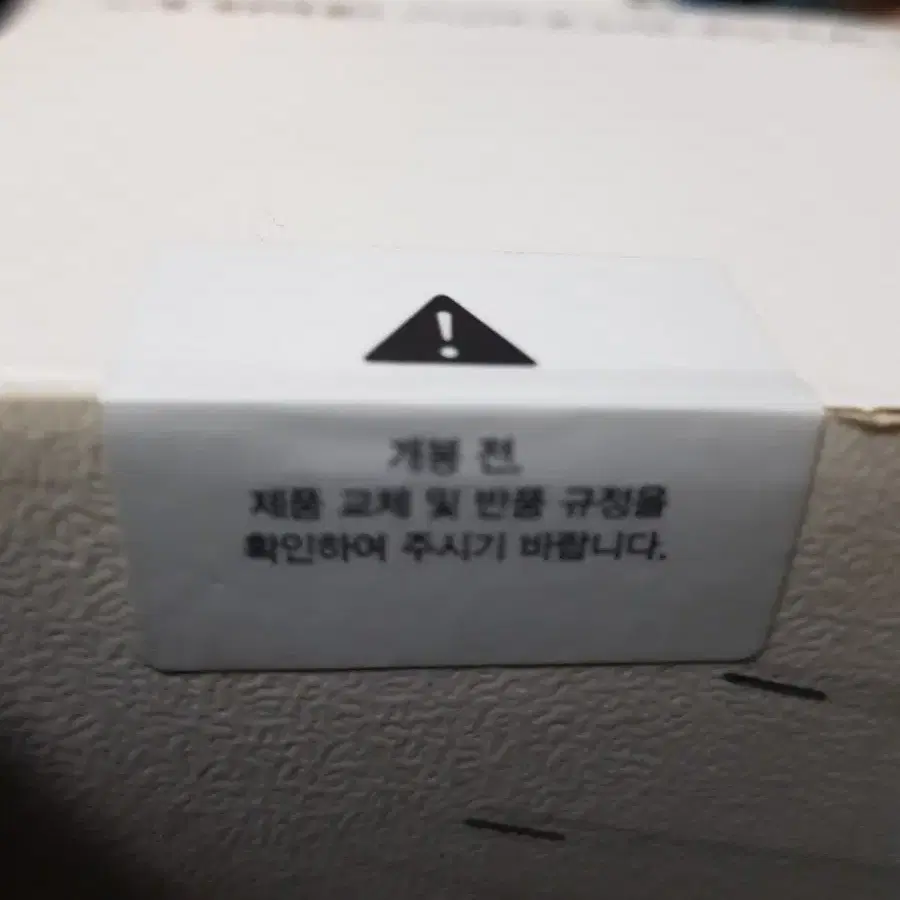 개봉 전,
제품 교체 및 반품 규정을
확인하여 주시기 바랍니다.